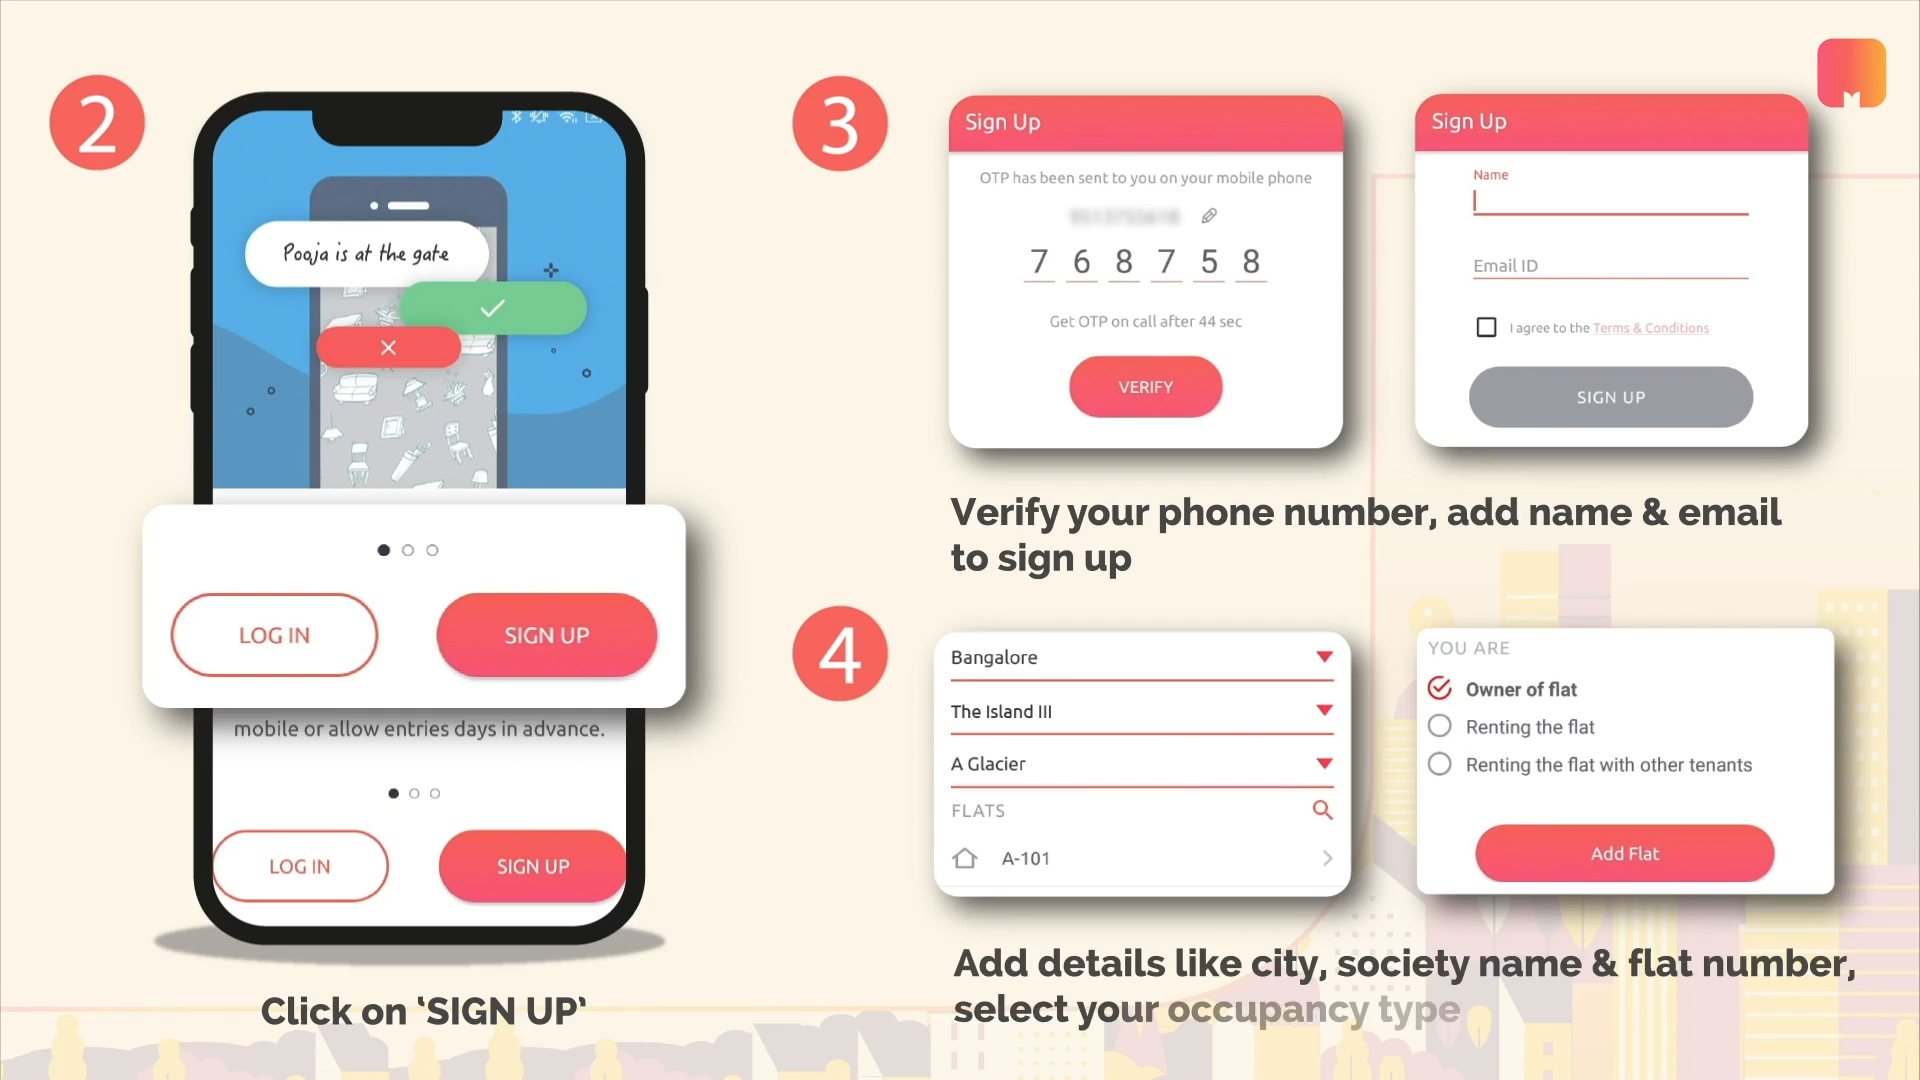 2
Pooja is at the gate
LOG IN
SIGN UP
mobile or allow entries days in advance.
LOG IN
SIGN UP
Click on ‘SIGN UP’
3
Sign Up
OTP has been sent to you on your mobile phone
7 6 8 7 5 8
Get OTP on call after 44 sec
VERIFY
Sign Up
Name
Email ID
I agree to the Terms & Conditions
SIGN UP
Verify your phone number, add name & email
to sign up
4
Bangalore
The Island III
A Glacier
FLATS
A-101
YOU ARE
Owner of flat
Renting the flat
Renting the flat with other tenants
Add Flat
Add details like city, society name & flat number,
select your occupancy type